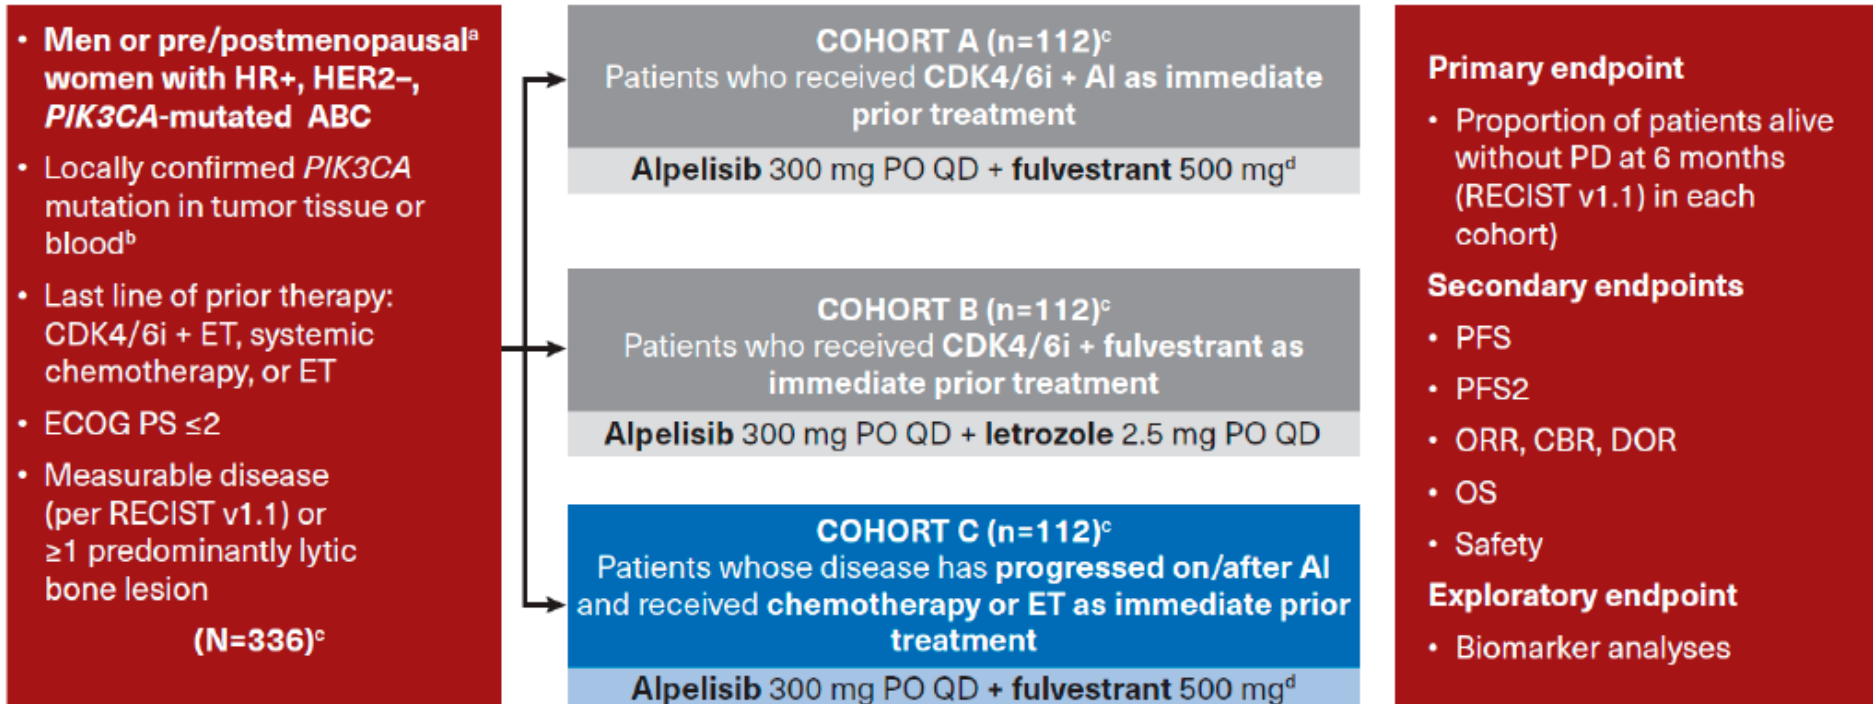 • Men or pre/postmenopausalᵃ
women with HR+, HER2–,
PIK3CA-mutated ABC
• Locally confirmed PIK3CA
mutation in tumor tissue or
bloodᵇ
• Last line of prior therapy:
CDK4/6i + ET, systemic
chemotherapy, or ET
• ECOG PS ≤2
• Measurable disease
(per RECIST v1.1) or
≥1 predominantly lytic
bone lesion
(N=336)ᶜ
COHORT A (n=112)ᶜ
Patients who received CDK4/6i + AI as immediate
prior treatment
Alpelisib 300 mg PO QD + fulvestrant 500 mgᵈ
COHORT B (n=112)ᶜ
Patients who received CDK4/6i + fulvestrant as
immediate prior treatment
Alpelisib 300 mg PO QD + letrozole 2.5 mg PO QD
COHORT C (n=112)ᶜ
Patients whose disease has progressed on/after AI
and received chemotherapy or ET as immediate prior
treatment
Alpelisib 300 mg PO QD + fulvestrant 500 mgᵈ
Primary endpoint
• Proportion of patients alive
without PD at 6 months
(RECIST v1.1) in each
cohort)
Secondary endpoints
• PFS
• PFS2
• ORR, CBR, DOR
• OS
• Safety
Exploratory endpoint
• Biomarker analyses